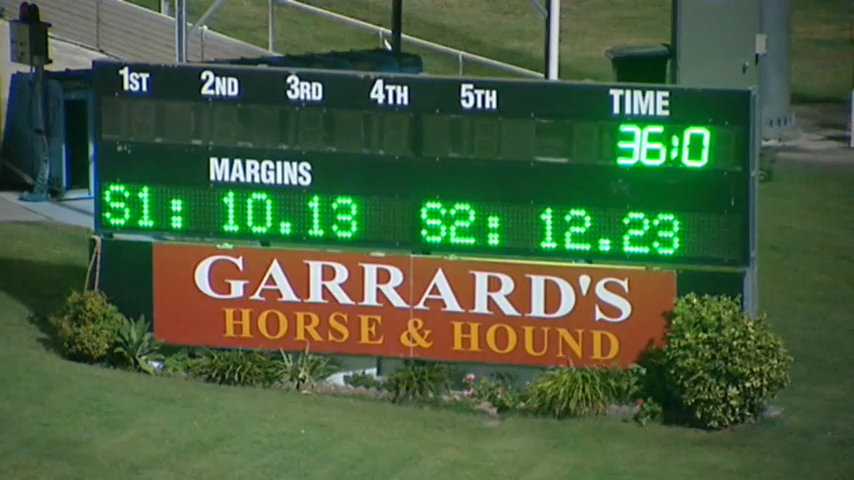 1ST 2ND 3RD 4TH 5TH TIME
36:0
MARGINS
S1: 10.13 S2: 12.23
GARRARD'S
HORSE & HOUND